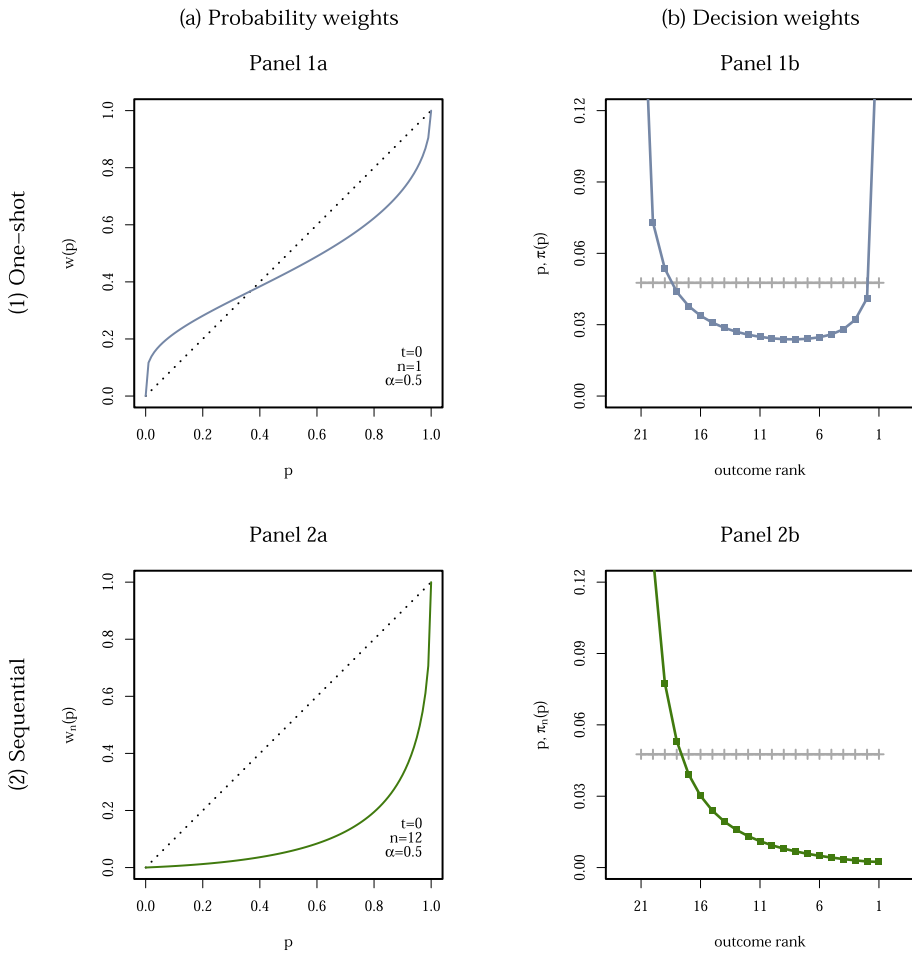 (a) Probability weights
(b) Decision weights
(1) One−shot
Panel 1a
w(p)
1.0
0.8
0.6
0.4
0.2
0.0
t=0
n=1
α=0.5
0.0 0.2 0.4 0.6 0.8 1.0
p
Panel 1b
p, π(p)
0.12
0.09
0.06
0.03
0.00
21 16 11 6 1
outcome rank
(2) Sequential
Panel 2a
wn(p)
1.0
0.8
0.6
0.4
0.2
0.0
t=0
n=12
α=0.5
0.0 0.2 0.4 0.6 0.8 1.0
p
Panel 2b
p, πn(p)
0.12
0.09
0.06
0.03
0.00
21 16 11 6 1
outcome rank